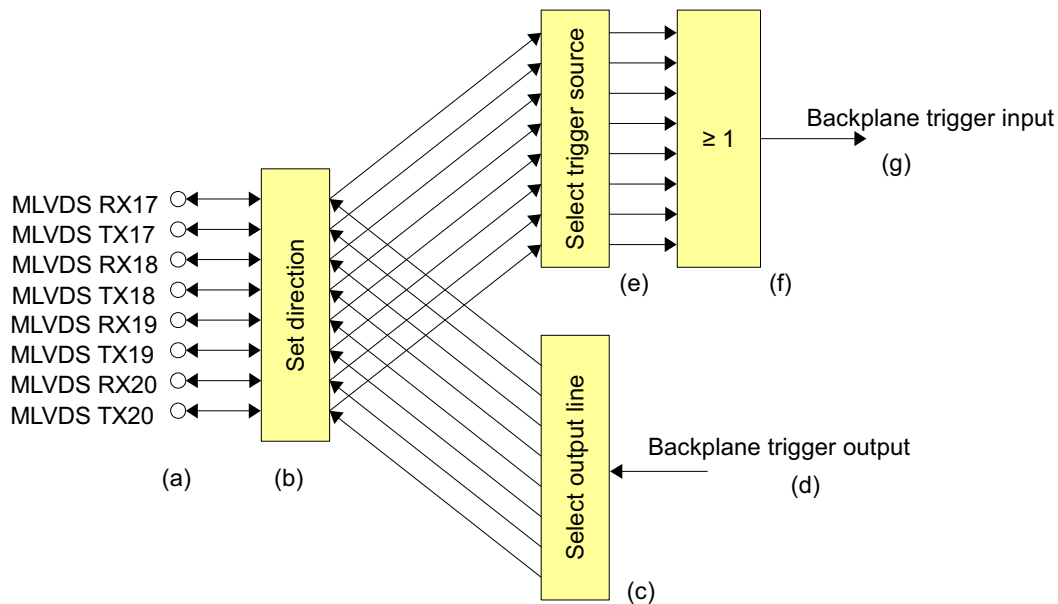 MLVDS RX17
MLVDS TX17
MLVDS RX18
MLVDS TX18
MLVDS RX19
MLVDS TX19
MLVDS RX20
MLVDS TX20
(a)
Set direction
(b)
Select trigger source
(e)
≥ 1
(f)
Backplane trigger input
(g)
Select output line
(c)
Backplane trigger output
(d)